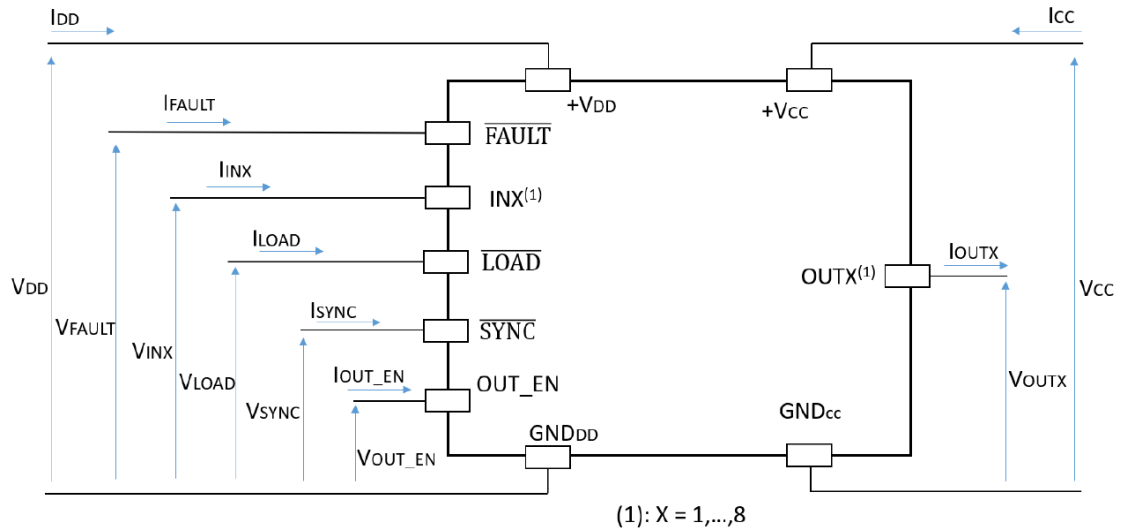 IDD
ICC
+VDD
+VCC
IFAULT
FAULT
IINX
INX(1)
ILOAD
LOAD
IOUTX
OUTX(1)
VDD
VCC
ISYNC
SYNC
VFAULT
VINX
VLOAD
IOUT_EN
OUT_EN
VOUTX
VSYNC
GNDCC
GNDDD
VOUT_EN
(1): X = 1,...,8